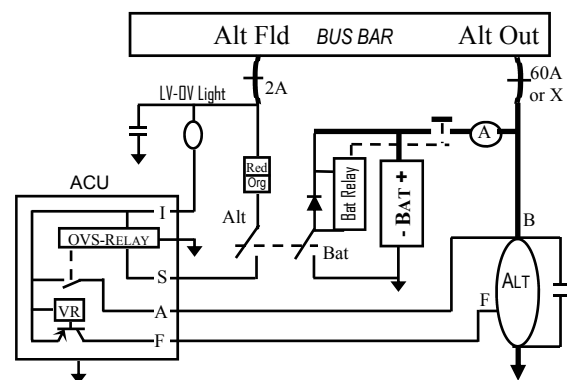 Alt Fld BUS BAR Alt Out
2A
60A
or X
LV-OV Light
A
Red
Org
Bat Relay
- BAT +
ACU
I
Alt
B
OVS-RELAY
Bat
S
ALT
A
F
VR
F